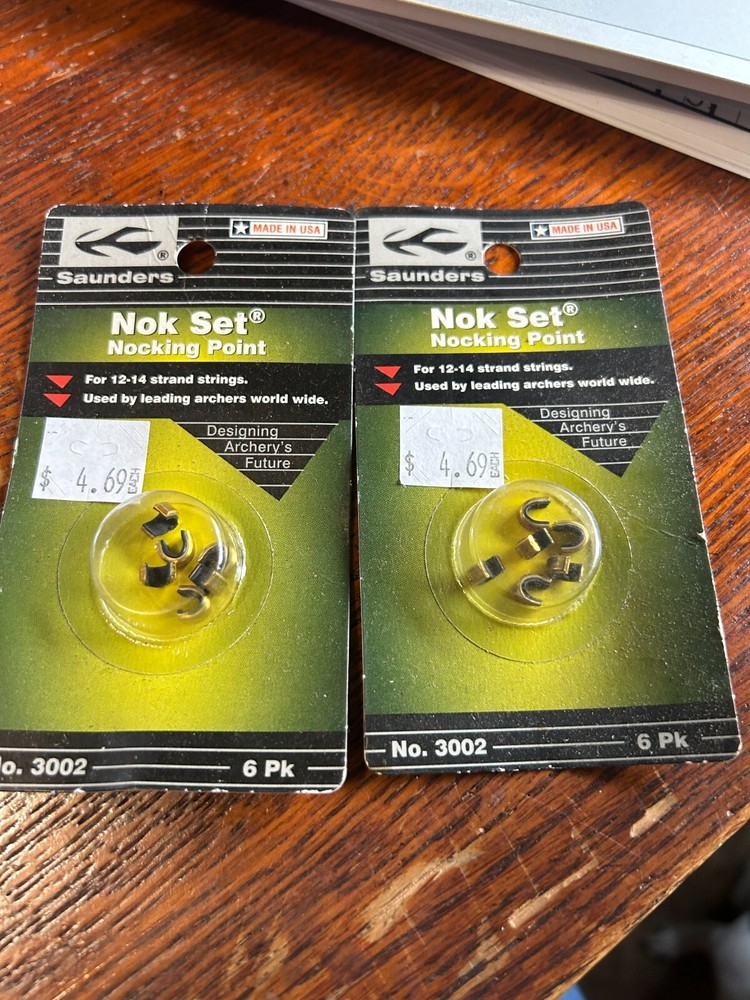 MADE IN USA
®
Saunders
Nok Set®
Nocking Point
For 12-14 strand strings.
Used by leading archers world wide.
Designing
Archery's
Future
$ 4.69 EACH
o. 3002
6 Pk
MADE IN USA
®
Saunders
Nok Set®
Nocking Point
For 12-14 strand strings.
Used by leading archers world wide.
Designing
Archery's
Future
$ 4.69 EACH
No. 3002
6 Pk